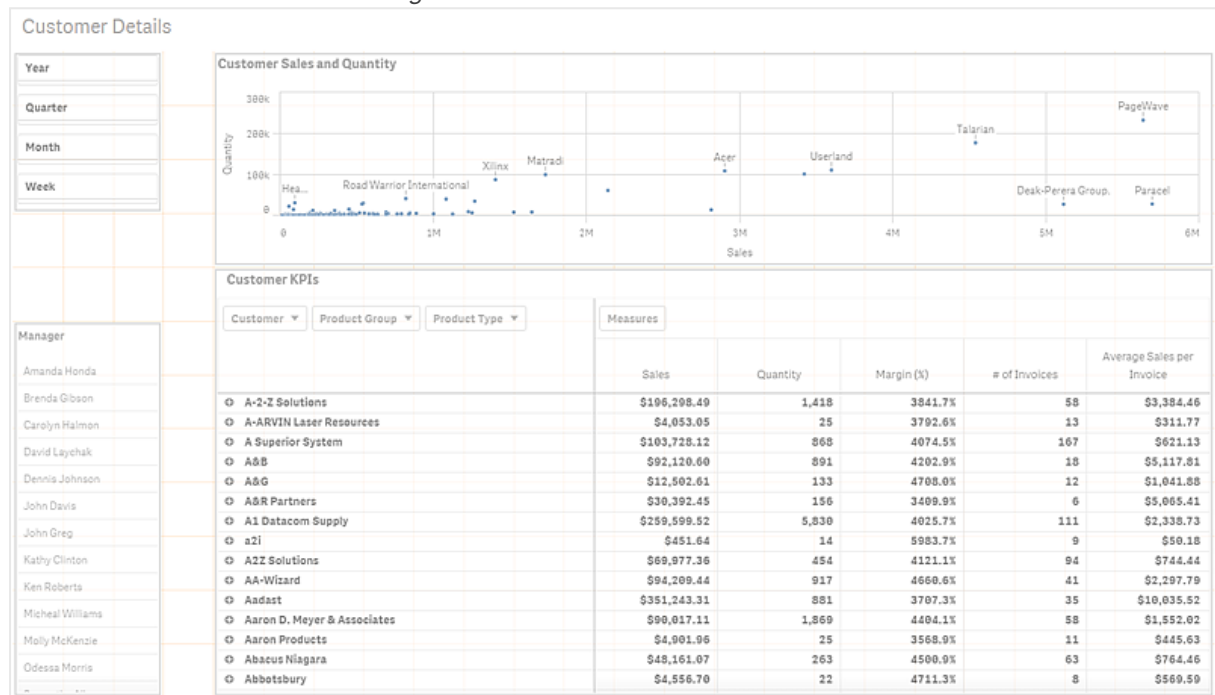 Customer Details
Year
Quarter
Month
Week
Manager
Amanda Honda
Brenda Gibson
Carolyn Halmon
David Laychak
Dennis Johnson
John Davis
John Greg
Kathy Clinton
Ken Roberts
Micheal Williams
Molly McKenzie
Odessa Morris
Customer Sales and Quantity
Quantity
300k
200k
100k
0
PageWave
Talarian
Acer
Userland
Xilinx
Matradi
Hea...
Road Warrior International
Deak-Perera Group.
Paracel
0 1M 2M 3M 4M 5M 6M
Sales
Customer KPIs
Customer Product Group Product Type Measures
Sales Quantity Margin (%) # of Invoices Average Sales per Invoice
A-2-Z Solutions $196,298.49 1,418 3841.7% 58 $3,384.46
A-ARVIN Laser Resources $4,053.05 25 3792.6% 13 $311.77
A Superior System $103,728.12 868 4074.5% 167 $621.13
A&B $92,120.60 891 4202.9% 18 $5,117.81
A&G $12,502.61 133 4708.0% 12 $1,041.88
A&R Partners $30,392.45 156 3409.9% 6 $5,065.41
A1 Datacom Supply $259,599.52 5,830 4025.7% 111 $2,338.73
a2i $451.64 14 5983.7% 9 $50.18
A2Z Solutions $69,977.36 454 4121.1% 94 $744.44
AA-Wizard $94,209.44 917 4660.6% 41 $2,297.79
Aadast $351,243.31 881 3707.3% 35 $10,035.52
Aaron D. Meyer & Associates $90,017.11 1,869 4404.1% 58 $1,552.02
Aaron Products $4,901.96 25 3568.9% 11 $445.63
Abacus Niagara $48,161.07 263 4500.9% 63 $764.46
Abbotsbury $4,556.70 22 4711.3% 8 $569.59